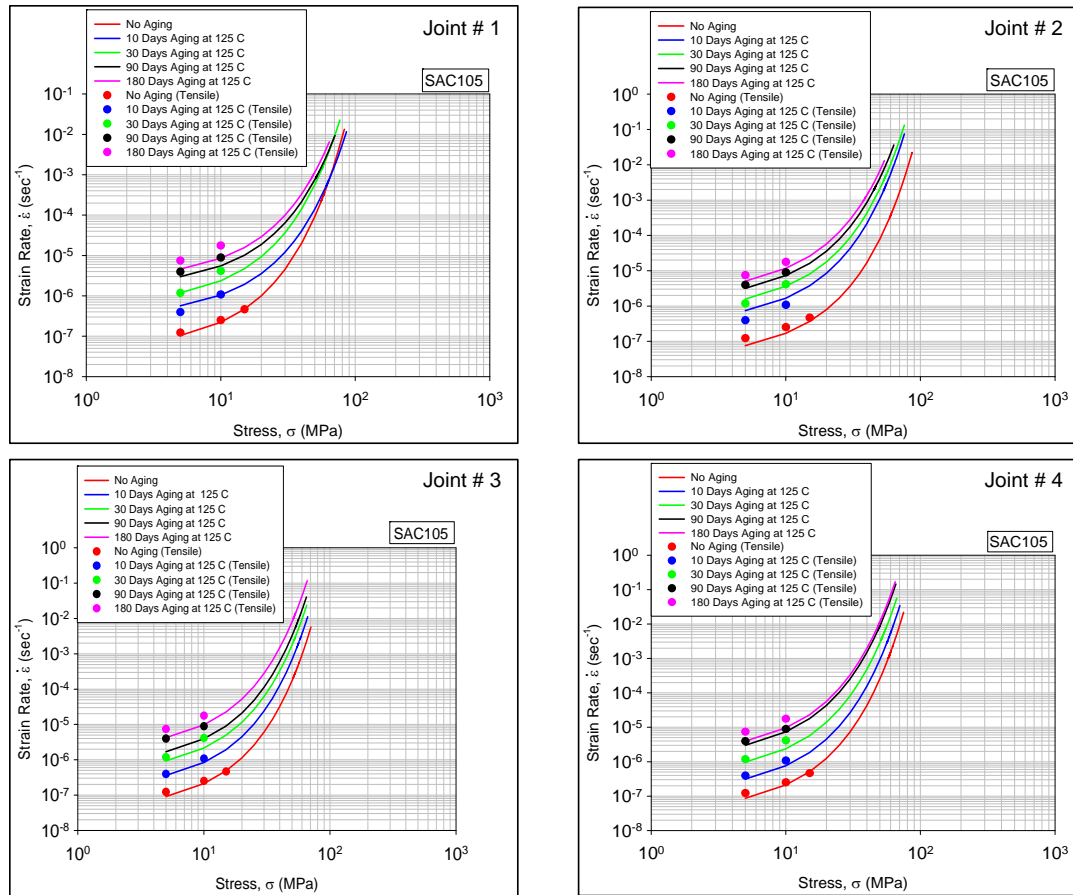 Joint # 1
No Aging
10 Days Aging at 125 C
30 Days Aging at 125 C
90 Days Aging at 125 C
180 Days Aging at 125 C
No Aging (Tensile)
10 Days Aging at 125 C (Tensile)
30 Days Aging at 125 C (Tensile)
90 Days Aging at 125 C (Tensile)
180 Days Aging at 125 C (Tensile)
SAC105
Strain Rate, ε̇ (sec⁻¹)
10⁻¹
10⁻²
10⁻³
10⁻⁴
10⁻⁵
10⁻⁶
10⁻⁷
10⁻⁸
10⁰ 10¹ 10² 10³
Stress, σ (MPa)
Joint # 2
No Aging
10 Days Aging at 125 C
30 Days Aging at 125 C
90 Days Aging at 125 C
180 Days Aging at 125 C
No Aging (Tensile)
10 Days Aging at 125 C (Tensile)
30 Days Aging at 125 C (Tensile)
90 Days Aging at 125 C (Tensile)
180 Days Aging at 125 C (Tensile)
SAC105
Strain Rate, ε̇ (sec⁻¹)
10⁰
10⁻¹
10⁻²
10⁻³
10⁻⁴
10⁻⁵
10⁻⁶
10⁻⁷
10⁻⁸
10⁰ 10¹ 10² 10³
Stress, σ (MPa)
Joint # 3
No Aging
10 Days Aging at 125 C
30 Days Aging at 125 C
90 Days Aging at 125 C
180 Days Aging at 125 C
No Aging (Tensile)
10 Days Aging at 125 C (Tensile)
30 Days Aging at 125 C (Tensile)
90 Days Aging at 125 C (Tensile)
180 Days Aging at 125 C (Tensile)
SAC105
Strain Rate, ε̇ (sec⁻¹)
10⁰
10⁻¹
10⁻²
10⁻³
10⁻⁴
10⁻⁵
10⁻⁶
10⁻⁷
10⁻⁸
10⁰ 10¹ 10² 10³
Stress, σ (MPa)
Joint # 4
No Aging
10 Days Aging at 125 C
30 Days Aging at 125 C
90 Days Aging at 125 C
180 Days Aging at 125 C
No Aging (Tensile)
10 Days Aging at 125 C (Tensile)
30 Days Aging at 125 C (Tensile)
90 Days Aging at 125 C (Tensile)
180 Days Aging at 125 C (Tensile)
SAC105
Strain Rate, ε̇ (sec⁻¹)
10⁰
10⁻¹
10⁻²
10⁻³
10⁻⁴
10⁻⁵
10⁻⁶
10⁻⁷
10⁻⁸
10⁰ 10¹ 10² 10³
Stress, σ (MPa)